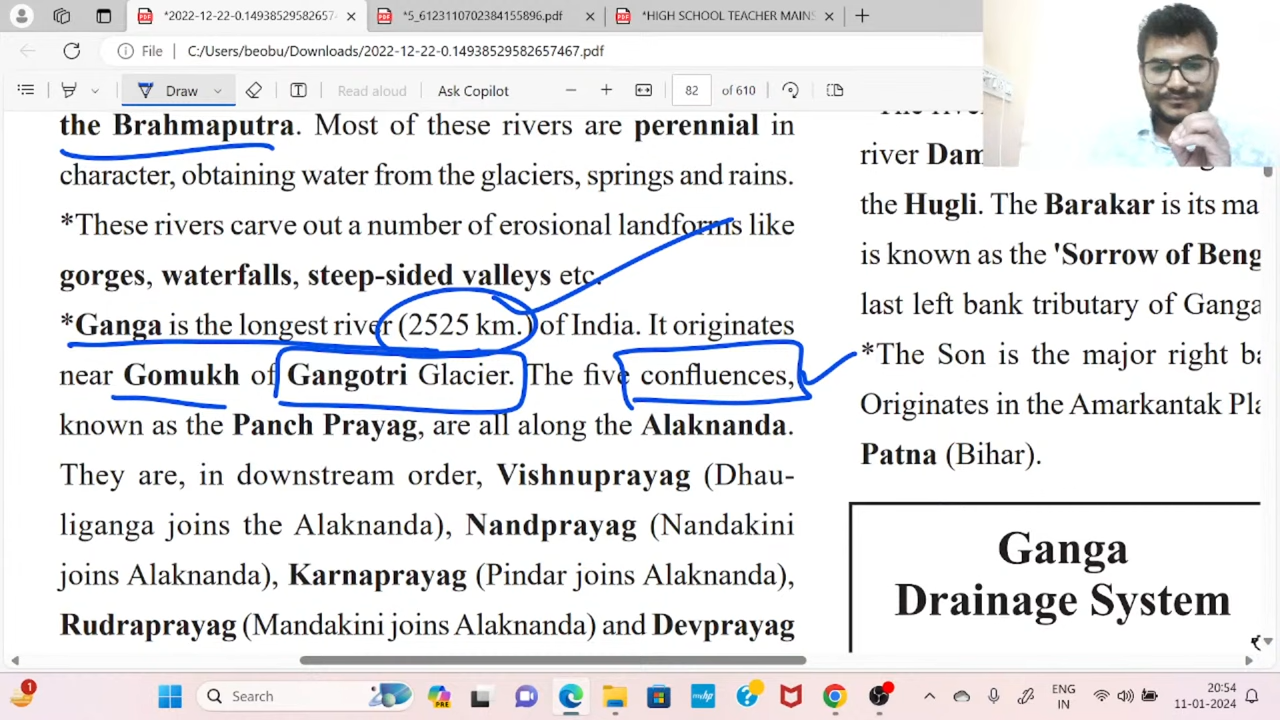 *2022-12-22-0.14938529582657
*5_6123110702384155896.pdf
*HIGH SCHOOL TEACHER MAINS
File
C:/Users/beobu/Downloads/2022-12-22-0.14938529582657467.pdf
Draw
Read aloud
Ask Copilot
82
of 610
the Brahmaputra. Most of these rivers are perennial in
character, obtaining water from the glaciers, springs and rains.
*These rivers carve out a number of erosional landforms like
gorges, waterfalls, steep-sided valleys etc.
*Ganga is the longest river (2525 km.) of India. It originates
near Gomukh of Gangotri Glacier. The five confluences,
known as the Panch Prayag, are all along the Alaknanda.
They are, in downstream order, Vishnuprayag (Dhau-
liganga joins the Alaknanda), Nandprayag (Nandakini
joins Alaknanda), Karnaprayag (Pindar joins Alaknanda),
Rudraprayag (Mandakini joins Alaknanda) and Devprayag
river Dam
the Hugli. The Barakar is its ma
is known as the 'Sorrow of Beng
last left bank tributary of Ganga
*The Son is the major right ba
Originates in the Amarkantak Pla
Patna (Bihar).
Ganga
Drainage System
1
Search
PRE
hp
ENG
IN
20:54
11-01-2024